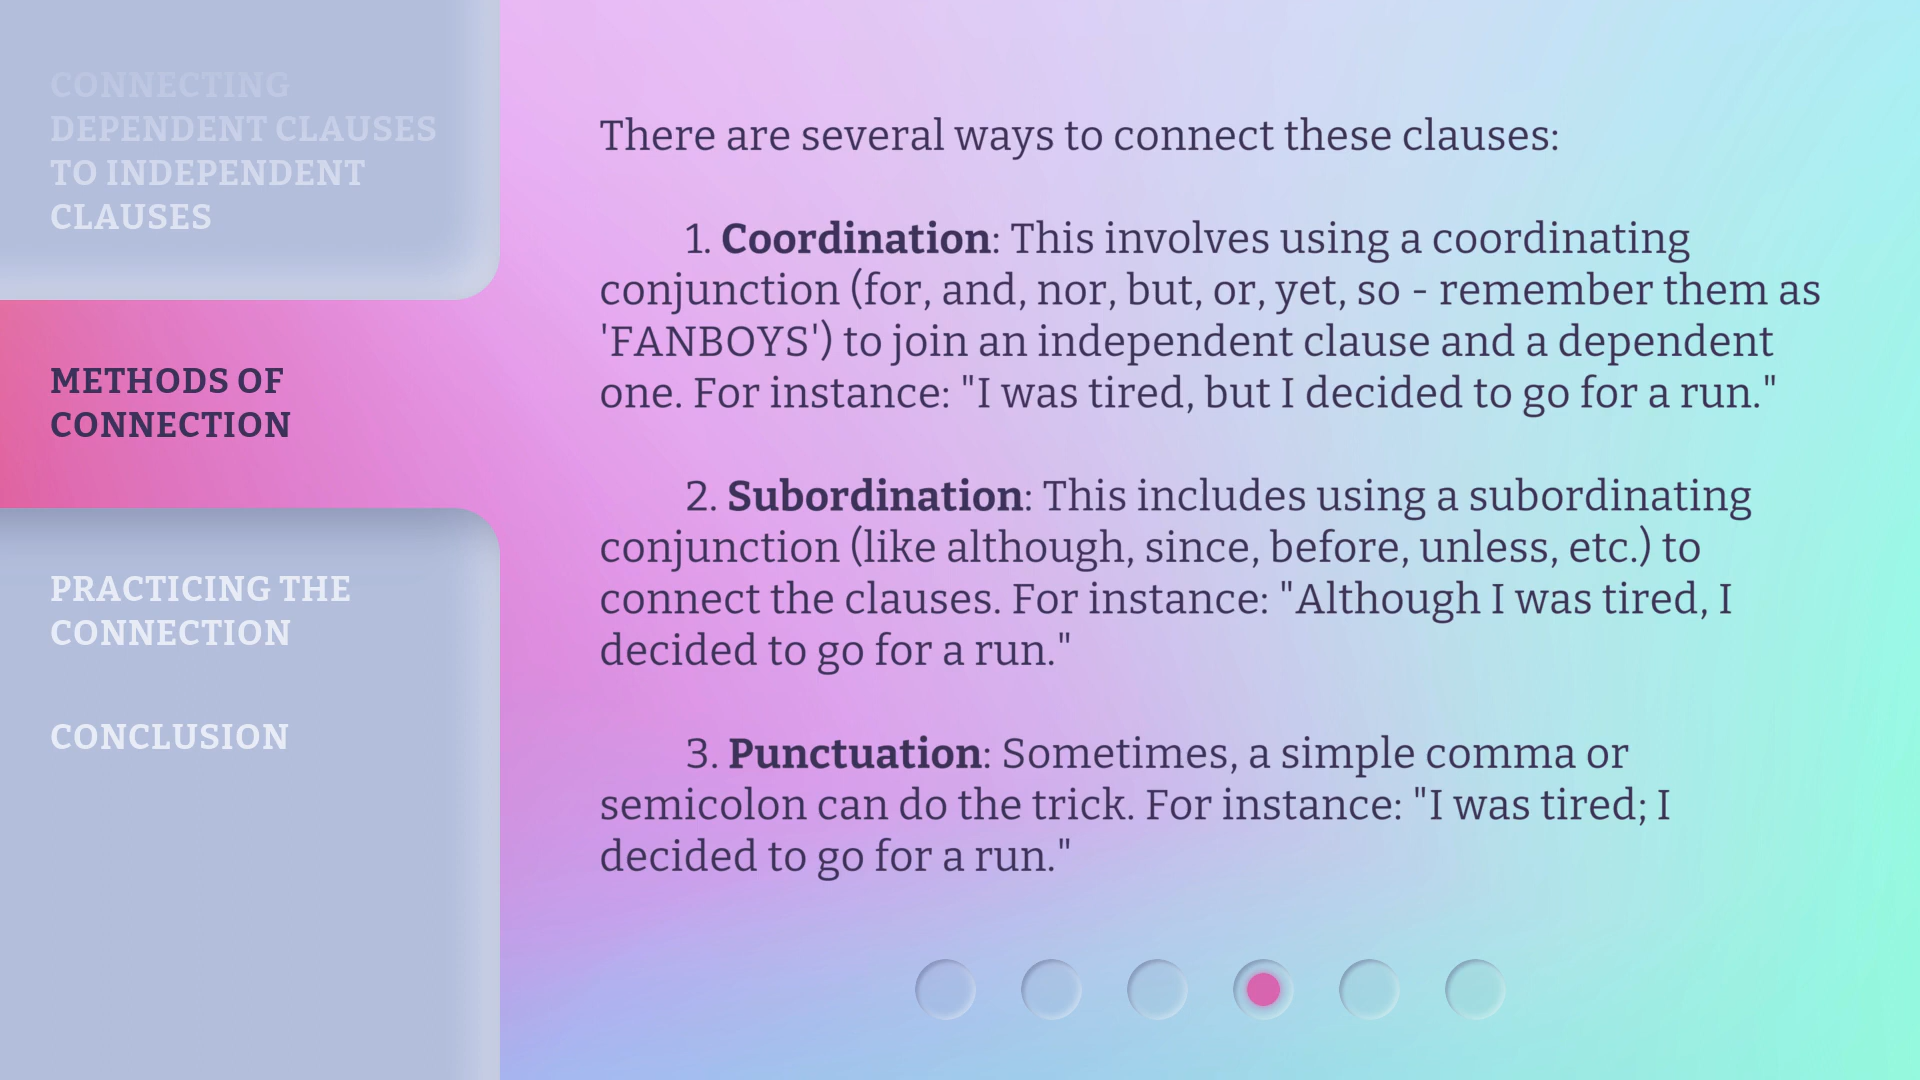 CONNECTING
DEPENDENT CLAUSES
TO INDEPENDENT
CLAUSES
METHODS OF
CONNECTION
PRACTICING THE
CONNECTION
CONCLUSION
There are several ways to connect these clauses:
1. Coordination: This involves using a coordinating
conjunction (for, and, nor, but, or, yet, so - remember them as
'FANBOYS') to join an independent clause and a dependent
one. For instance: "I was tired, but I decided to go for a run."
2. Subordination: This includes using a subordinating
conjunction (like although, since, before, unless, etc.) to
connect the clauses. For instance: "Although I was tired, I
decided to go for a run."
3. Punctuation: Sometimes, a simple comma or
semicolon can do the trick. For instance: "I was tired; I
decided to go for a run."